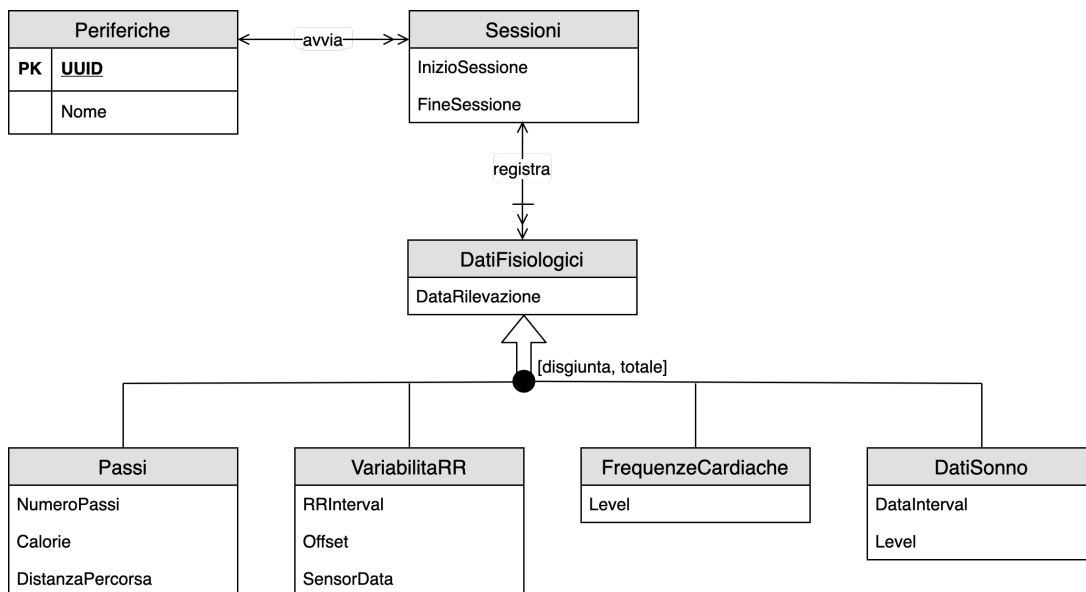 Periferiche
PK UUID
Nome
avvia
Sessioni
InizioSessione
FineSessione
registra
DatiFisiologici
DataRilevazione
[disgiunta, totale]
Passi
NumeroPassi
Calorie
DistanzaPercorsa
VariabilitaRR
RRInterval
Offset
SensorData
FrequenzeCardiache
Level
DatiSonno
DataInterval
Level